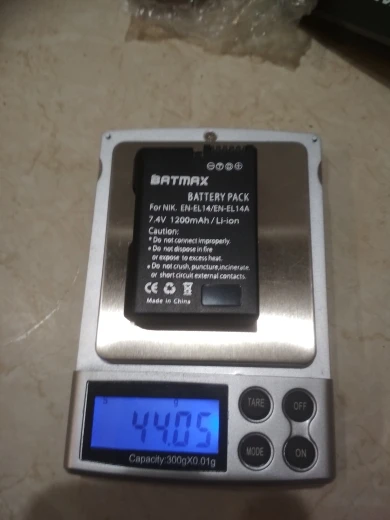 BATMAX
BATTERY PACK
For NIK. EN-EL14/EN-EL14A
7.4V 1200mAh / Li-ion
Caution:
• Do not connect improperly.
• Do not dispose in fire
or expose to excess heat.
• Do not crush, puncture, incinerate
or short circuit external contacts.
CE
Made in China
44.05
Capacity:300gX0.01g
TARE
OFF
MODE
ON